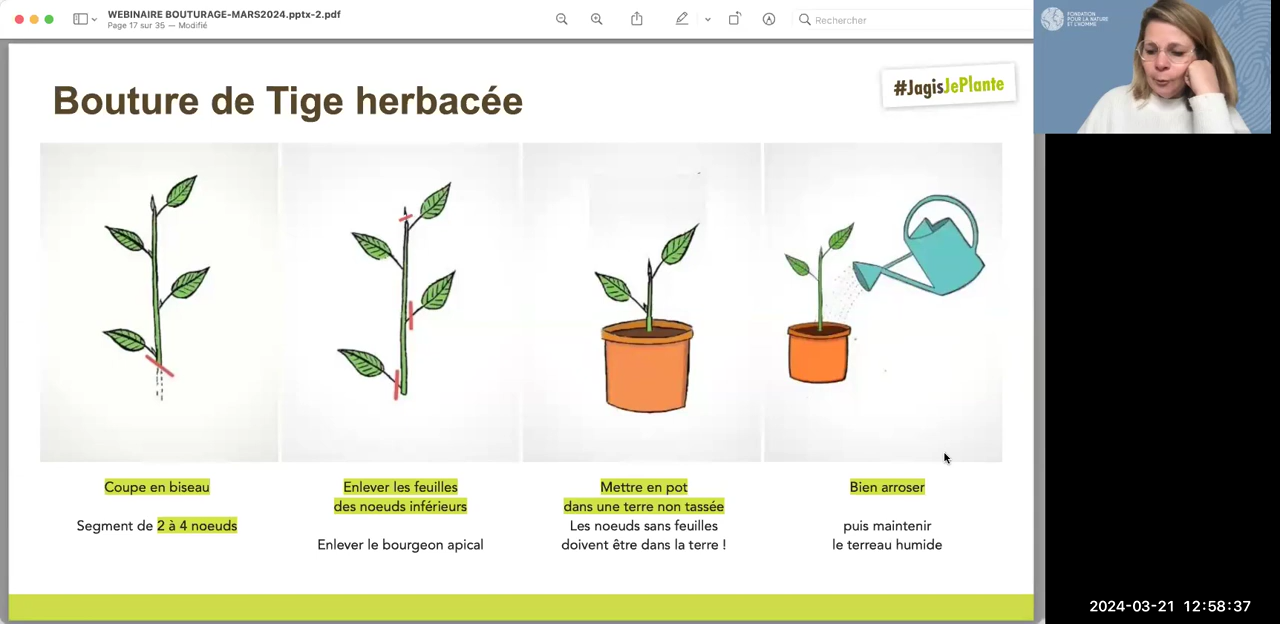 WEBINAIRE BOUTURAGE-MARS2024.pptx-2.pdf
Page 17 sur 35 — Modifié
Rechercher
FONDATION
POUR LA NATURE
ET L'HOMME
Bouture de Tige herbacée
#JagisJePlante
Coupe en biseau
Segment de 2 à 4 noeuds
Enlever les feuilles
des noeuds inférieurs
Enlever le bourgeon apical
Mettre en pot
dans une terre non tassée
Les noeuds sans feuilles
doivent être dans la terre !
Bien arroser
puis maintenir
le terreau humide
2024-03-21 12:58:37